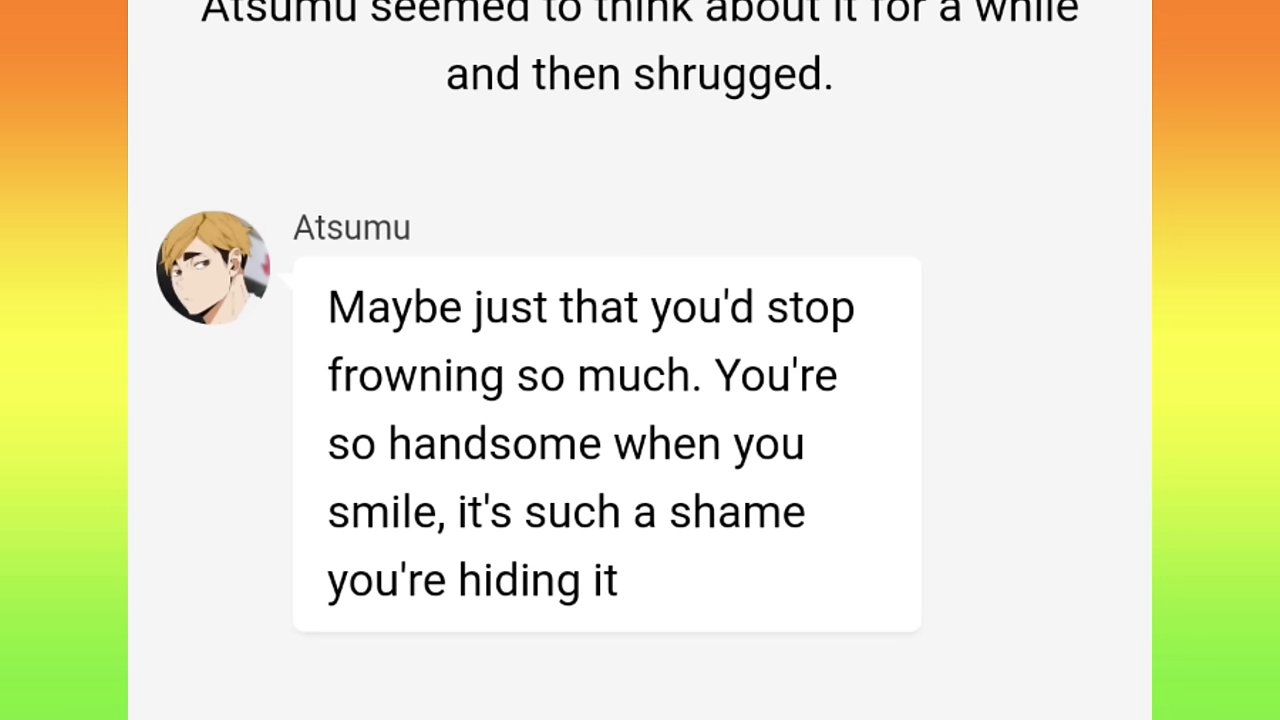 Atsumu seemed to think about it for a while
and then shrugged.
Atsumu
Maybe just that you'd stop
frowning so much. You're
so handsome when you
smile, it's such a shame
you're hiding it